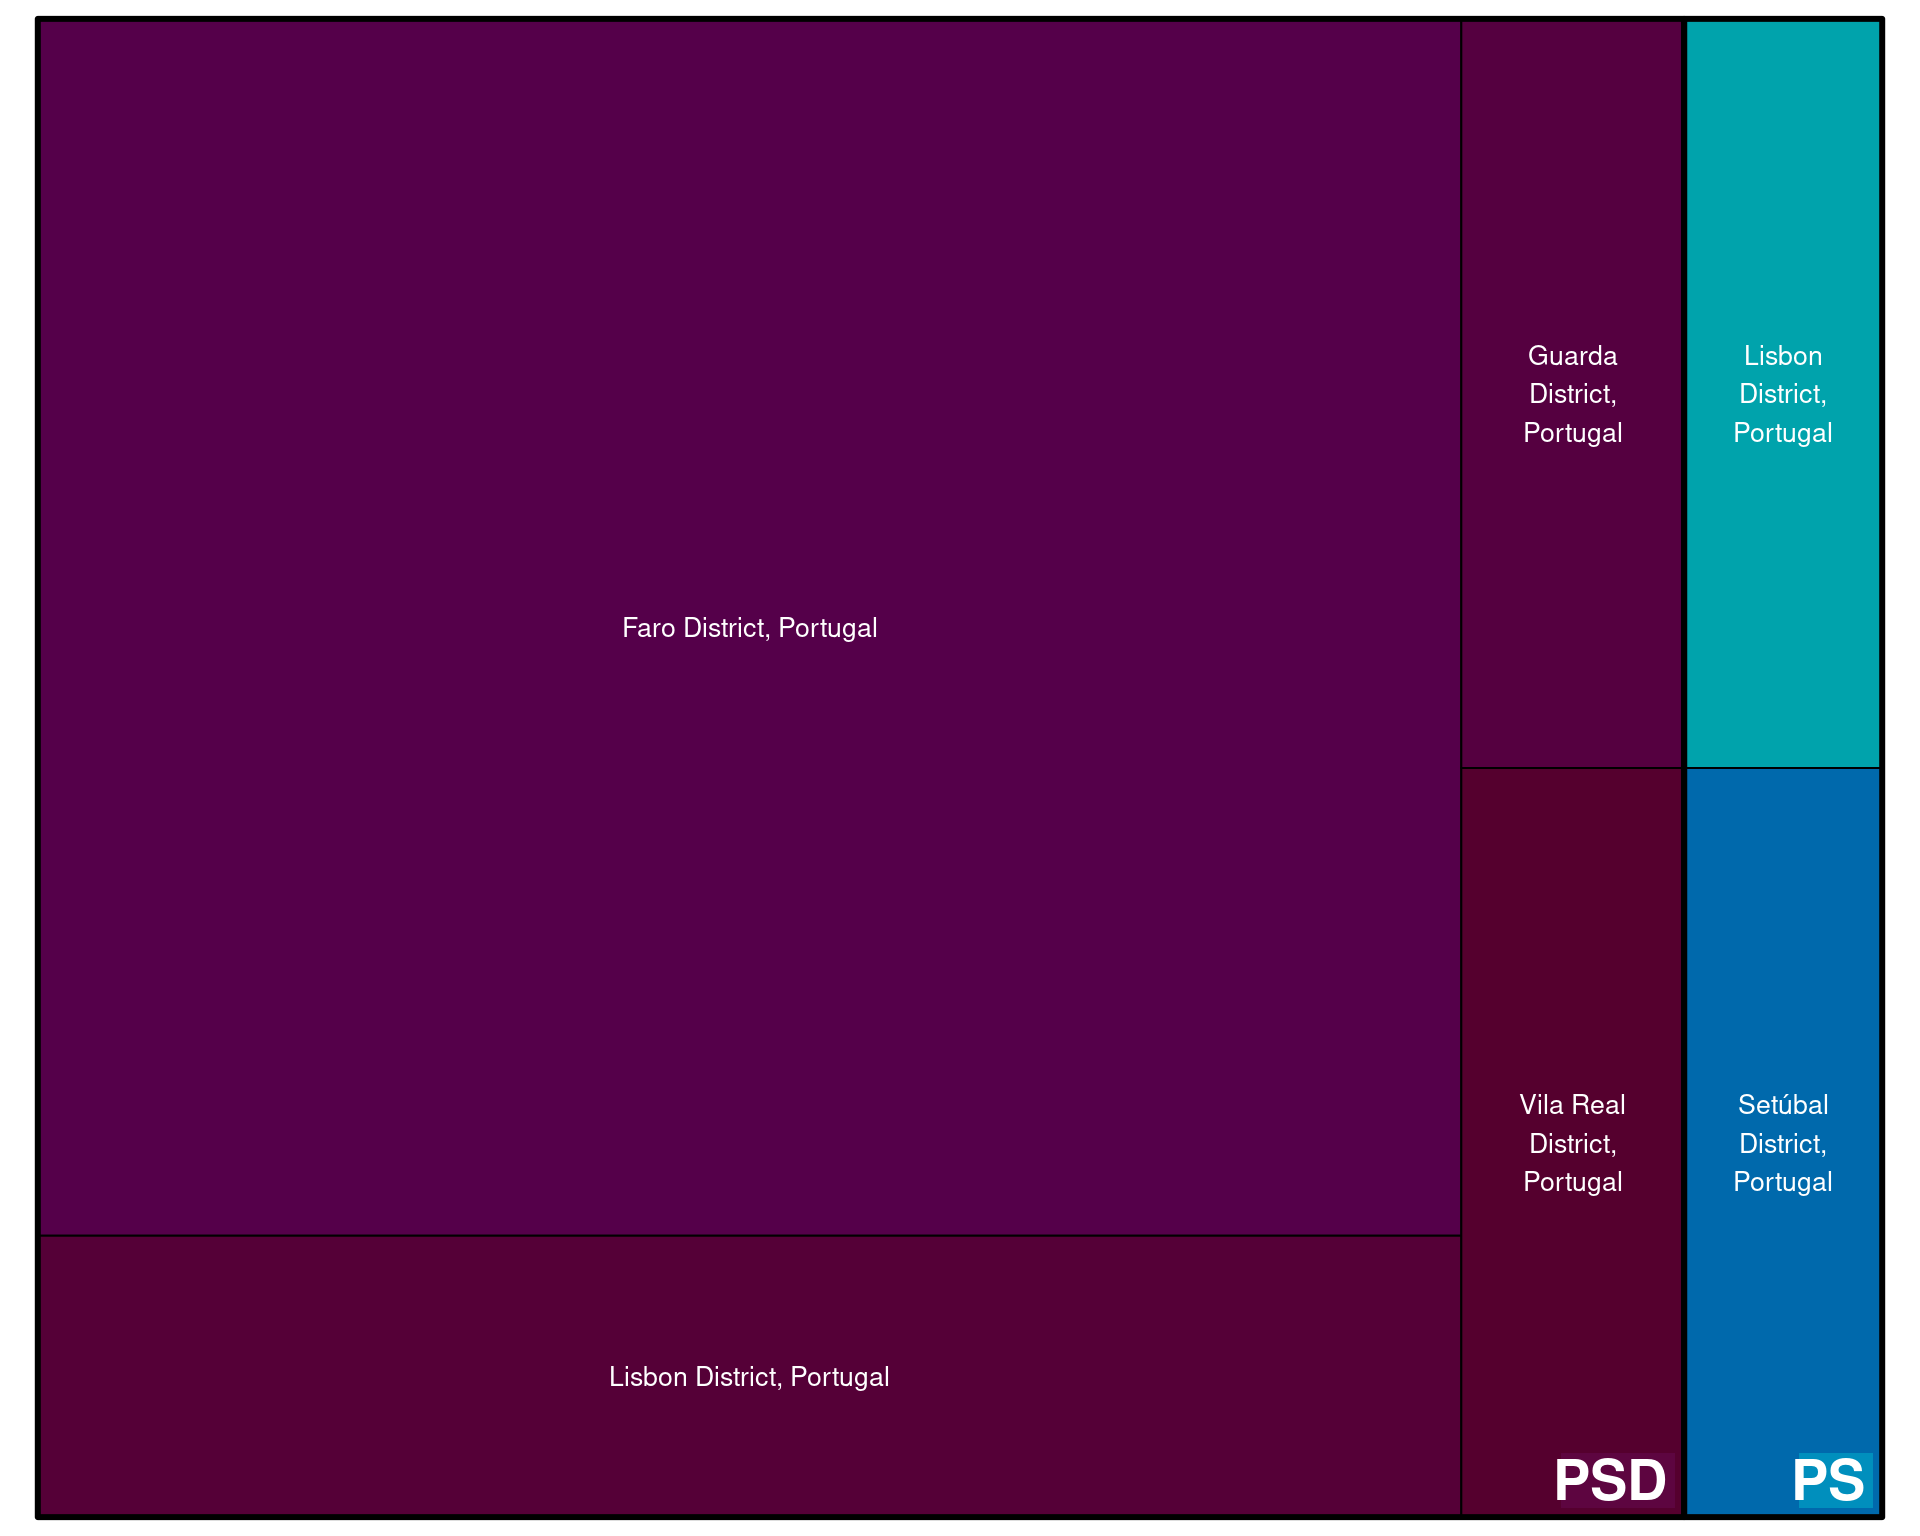 Faro District, Portugal
Lisbon District, Portugal
Guarda
District,
Portugal
Vila Real
District,
Portugal
PSD
Lisbon
District,
Portugal
Setúbal
District,
Portugal
PS